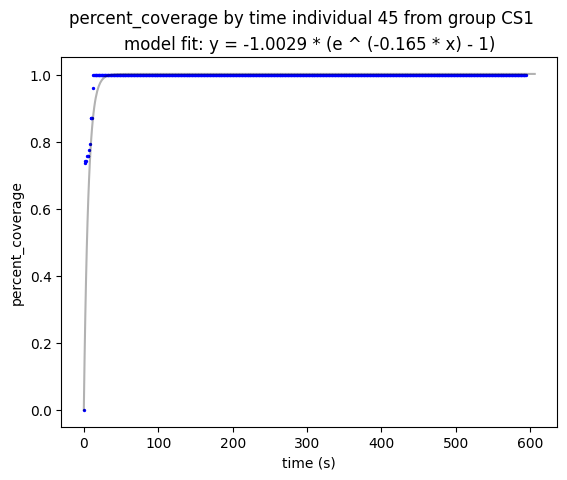 percent_coverage by time individual 45 from group CS1
model fit: y = -1.0029 * (e ^ (-0.165 * x) - 1)
1.0
0.8
0.6
0.4
0.2
0.0
percent_coverage
0 100 200 300 400 500 600
time (s)